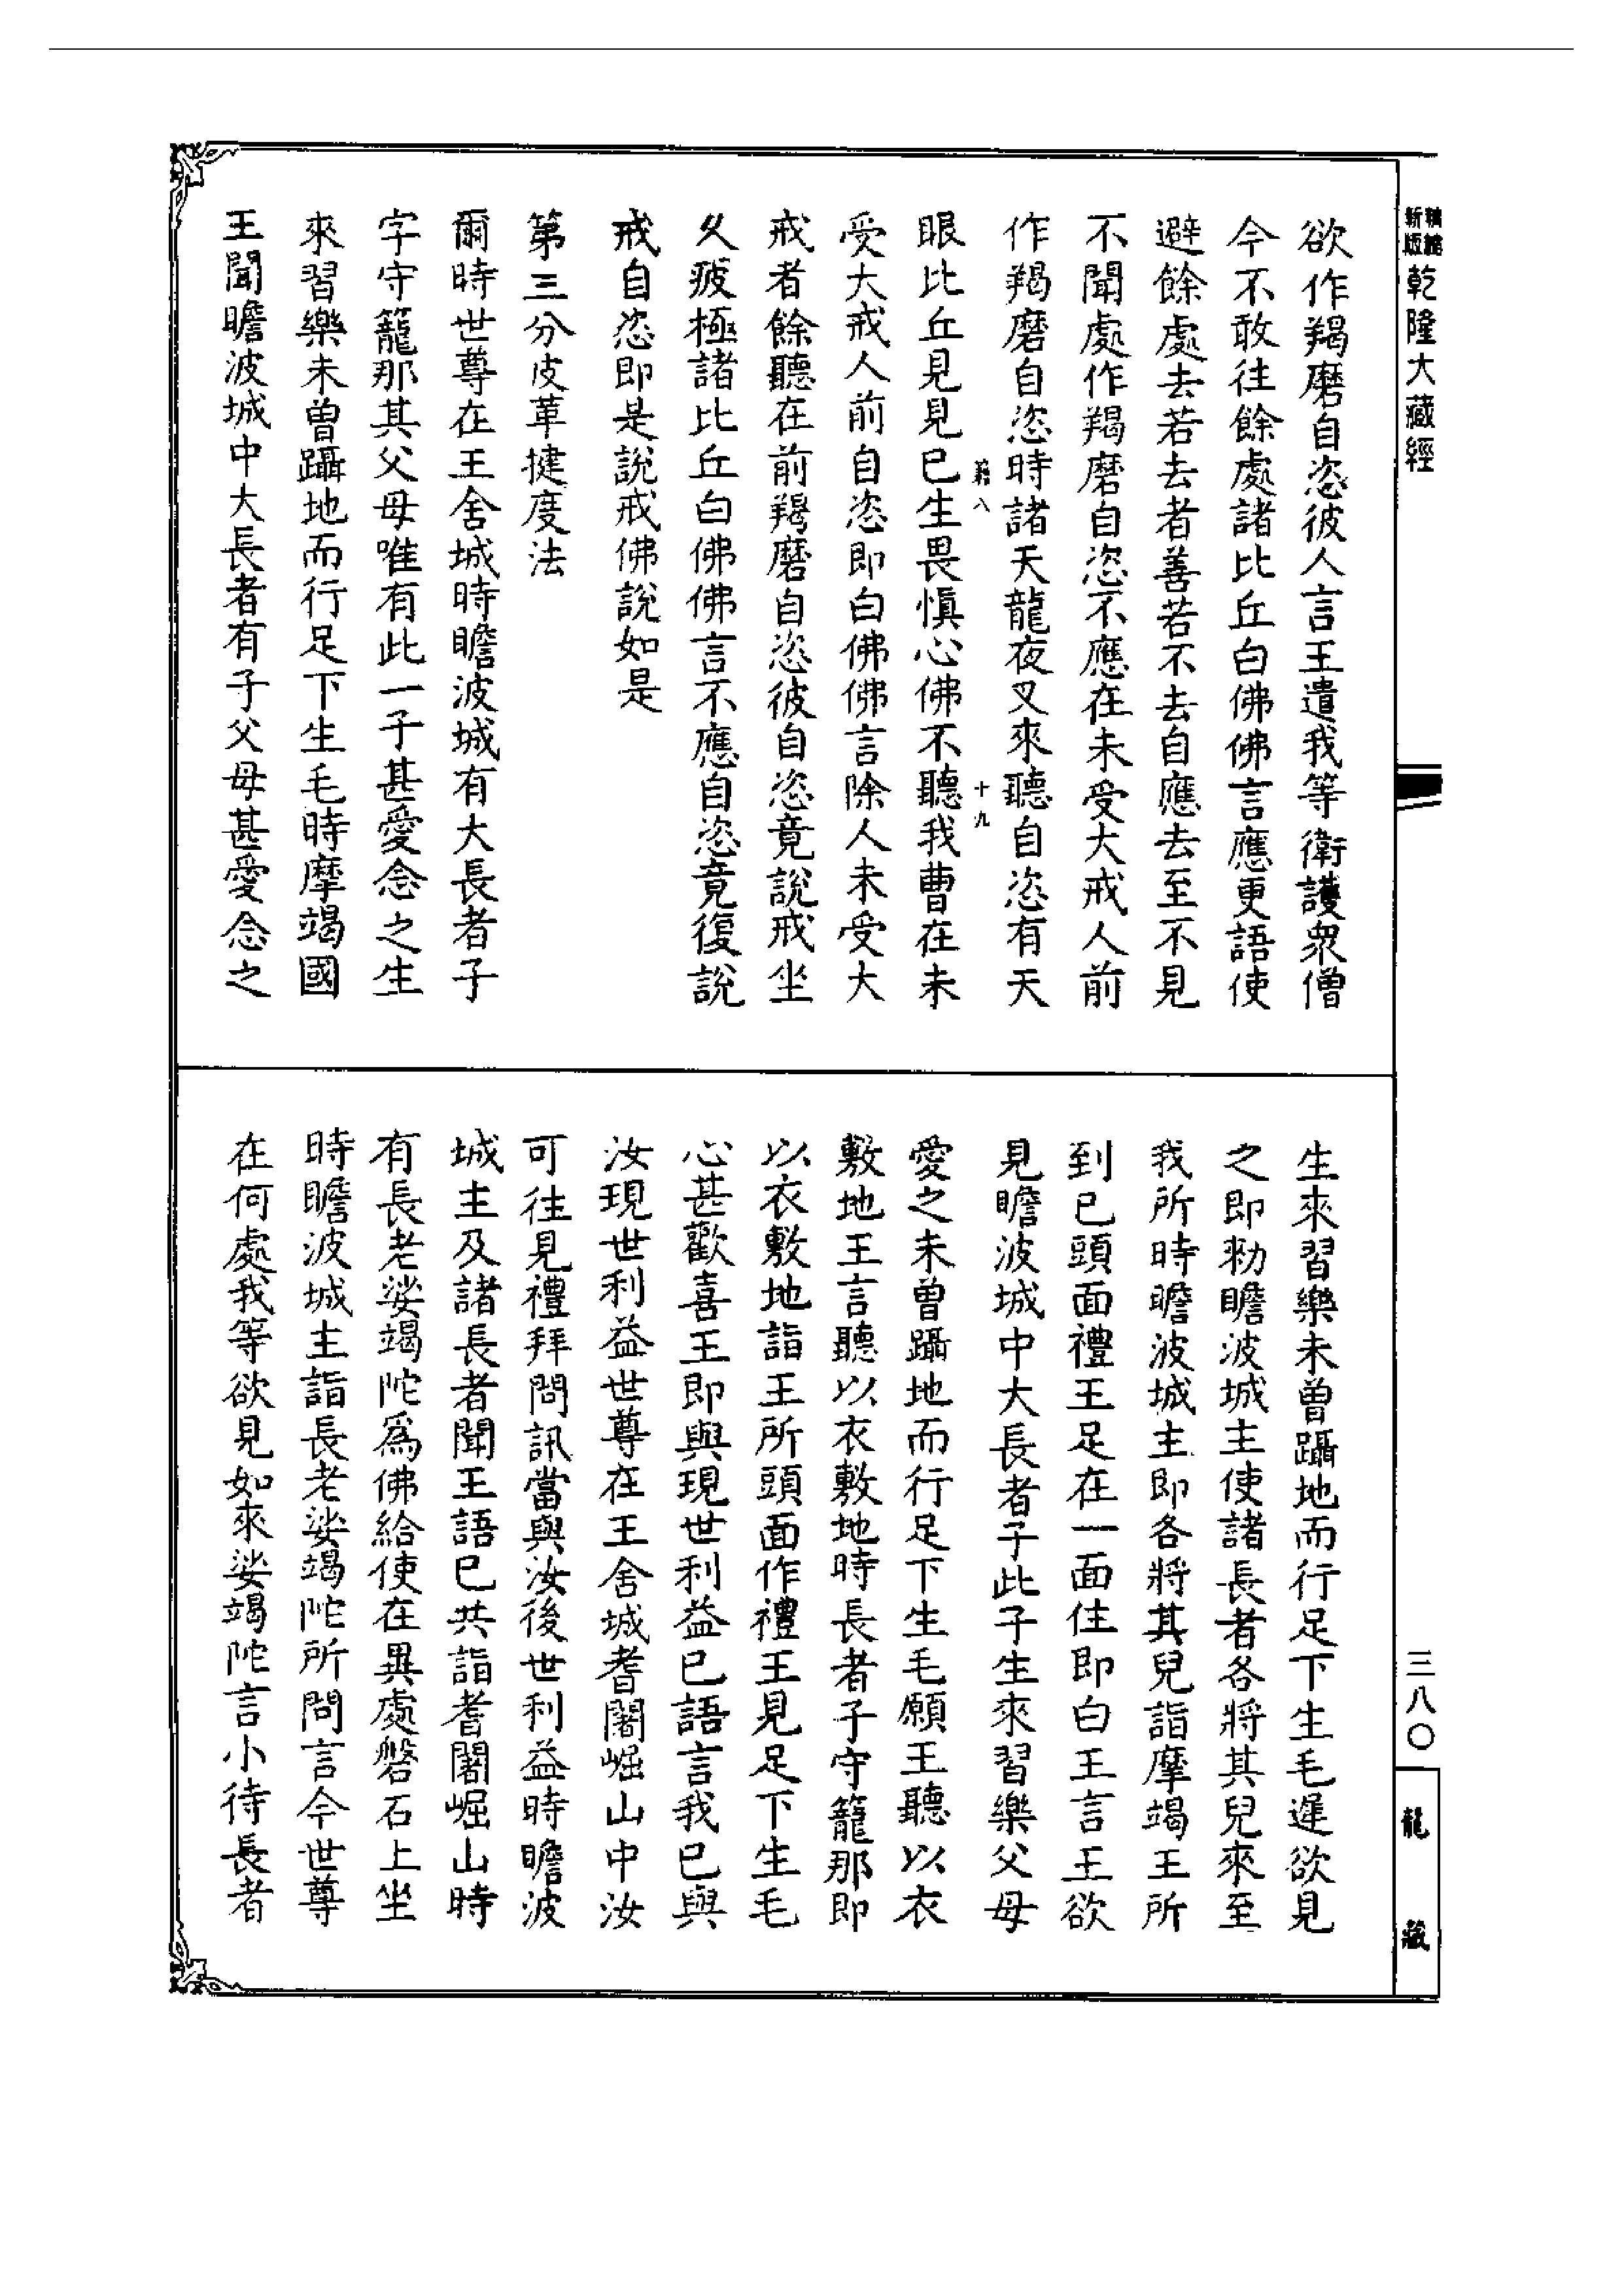 新版
乾隆大藏經
欲作羯磨自恣彼人言王遣我等衛護衆僧
今不敢往餘處諸比丘白佛佛言應更語使
避餘處去若去者善若不去自應去至不見
不聞處作羯磨自恣不應在未受大戒人前
作羯磨自恣時諸天龍夜叉來聽自恣有天
十九
眼比丘見見已生畏慎心佛不聽我曹在未
受大戒人前自恣即白佛佛言除人未受大
戒者餘聽在前羯磨自恣彼自恣竟說戒坐
乆疲極諸比丘白佛佛言不應自恣竟復說
戒自恣即是說戒佛說如是
第三分皮革揵度法
爾時世尊在王舍城時瞻波城有大長者子
字守籠那其父母唯有此一子甚愛念之生
來習樂未曾躡地而行足下生毛時摩竭國
王聞瞻波城中大長者有子父母甚愛念之
生來習樂未曾躡地而行足下生毛遲欲見
之即勑瞻波城主使諸長者各將其兒來至
我所時瞻波城主即各將其兒詣摩竭王所
到已頭面禮王足在一面住即白王言王欲
見瞻波城中大長者子此子生來習樂父母
愛之未曾躡地而行足下生毛願王聽以衣
敷地王言聽以衣敷地時長者子守籠那即
以衣敷地詣王所頭面作禮王見足下生毛
心甚歡喜王即與現世利益已語言我已與
汝現世利益世尊在王舍城耆闍崛山中汝
可往見禮拜問訊當與汝後世利益時瞻波
城主及諸長者聞王語已共詣耆闍崛山時
有長老娑竭陀爲佛給使在異處磐石上坐
時瞻波城主詣長老娑竭陀所問言今世尊
在何處我等欲見如來娑竭陀言小待長者
三八〇
龍藏